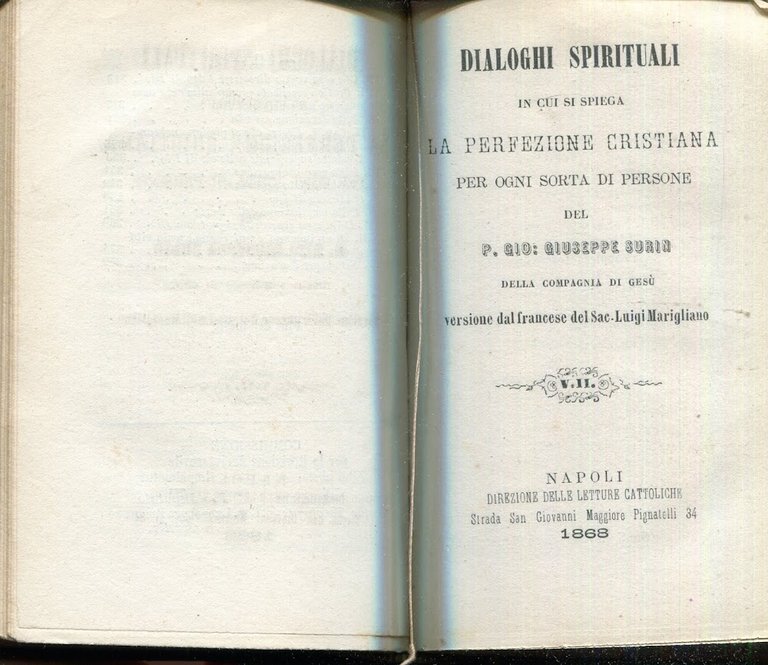 DIALOGHI SPIRITUALI
IN CUI SI SPIEGA
LA PERFEZIONE CRISTIANA
PER OGNI SORTA DI PERSONE
DEL
P. GIO: GIUSEPPE SURIN
DELLA COMPAGNIA DI GESÙ
versione dal francese del Sac. Luigi Marigliano
V. II.
NAPOLI
DIREZIONE DELLE LETTURE CATTOLICHE
Strada San Giovanni Maggiore Pignatelli 34
1868